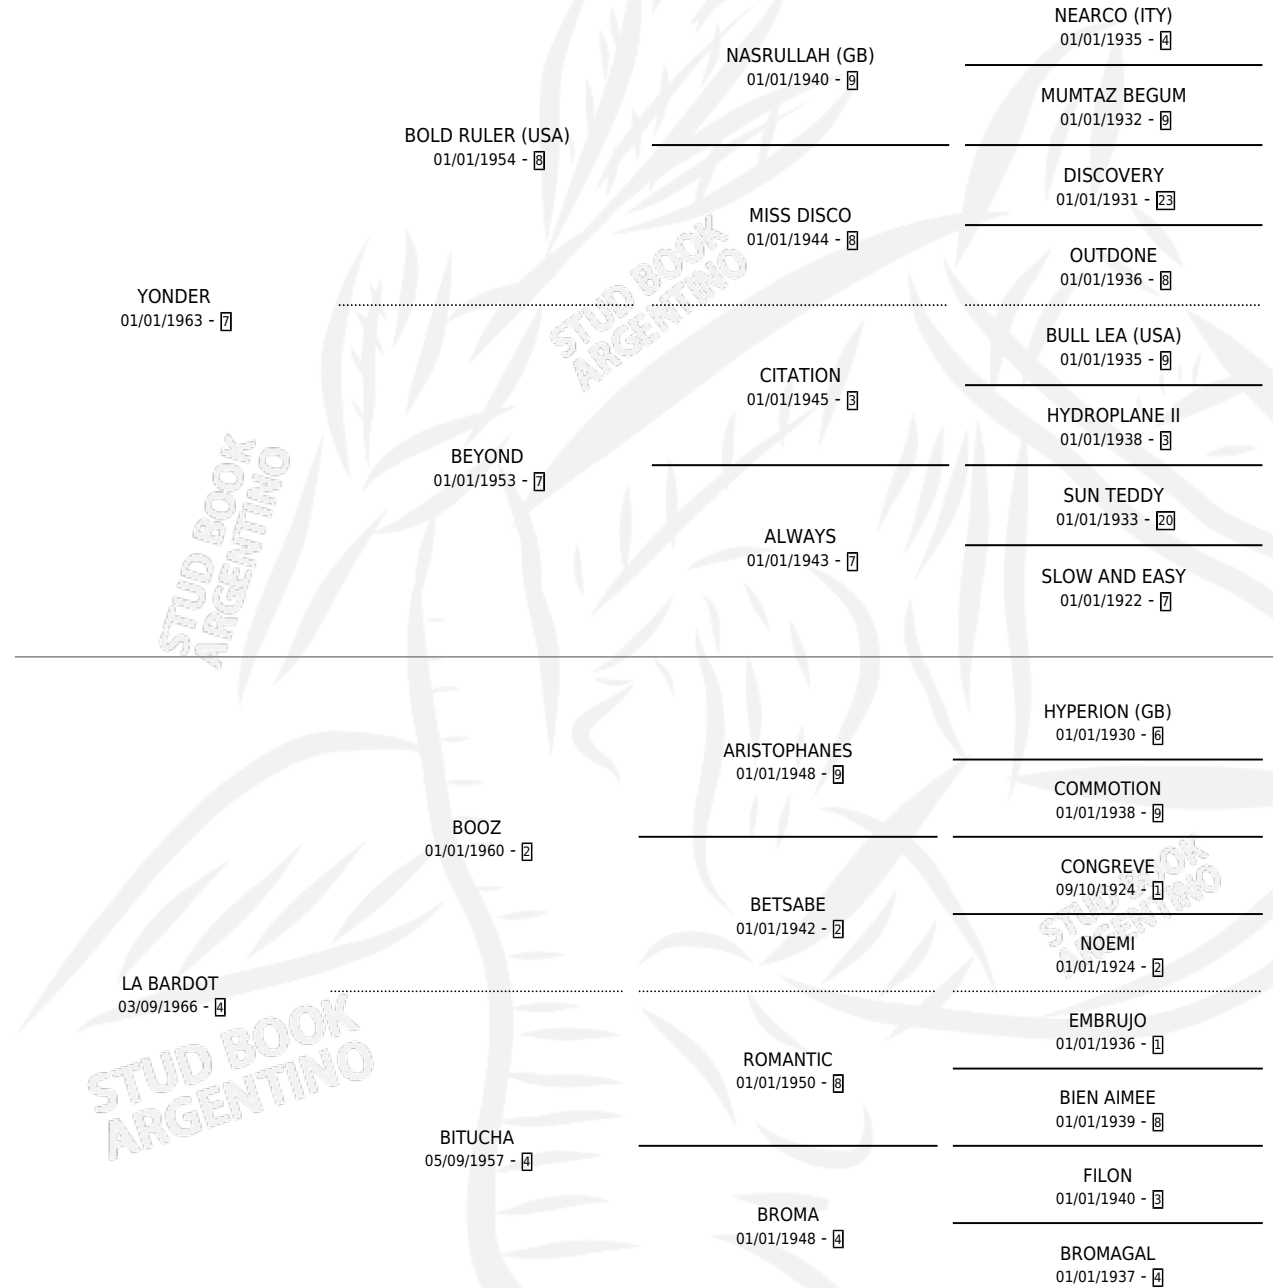 NEARCO (ITY)
01/01/1935 - 4
NASRULLAH (GB)
01/01/1940 - 9
MUMTAZ BEGUM
01/01/1932 - 9
BOLD RULER (USA)
01/01/1954 - 8
DISCOVERY
01/01/1931 - 23
MISS DISCO
01/01/1944 - 8
OUTDONE
01/01/1936 - 8
YONDER
01/01/1963 - 7
BULL LEA (USA)
01/01/1935 - 9
CITATION
01/01/1945 - 3
HYDROPLANE II
01/01/1938 - 3
BEYOND
01/01/1953 - 7
SUN TEDDY
01/01/1933 - 20
ALWAYS
01/01/1943 - 7
SLOW AND EASY
01/01/1922 - 7
HYPERION (GB)
01/01/1930 - 6
ARISTOPHANES
01/01/1948 - 9
COMMOTION
01/01/1938 - 9
BOOZ
01/01/1960 - 2
CONGREVE
09/10/1924 - 1
BETSABE
01/01/1942 - 2
NOEMI
01/01/1924 - 2
LA BARDOT
03/09/1966 - 4
EMBRUJO
01/01/1936 - 1
ROMANTIC
01/01/1950 - 8
BIEN AIMEE
01/01/1939 - 8
BITUCHA
05/09/1957 - 4
FILON
01/01/1940 - 3
BROMA
01/01/1948 - 4
BROMAGAL
01/01/1937 - 4
STUD BOOK
ARGENTINO
STUD BOOK
ARGENTINO
STUD BOOK
ARGENTINO
STUD BOOK
ARGENTINO